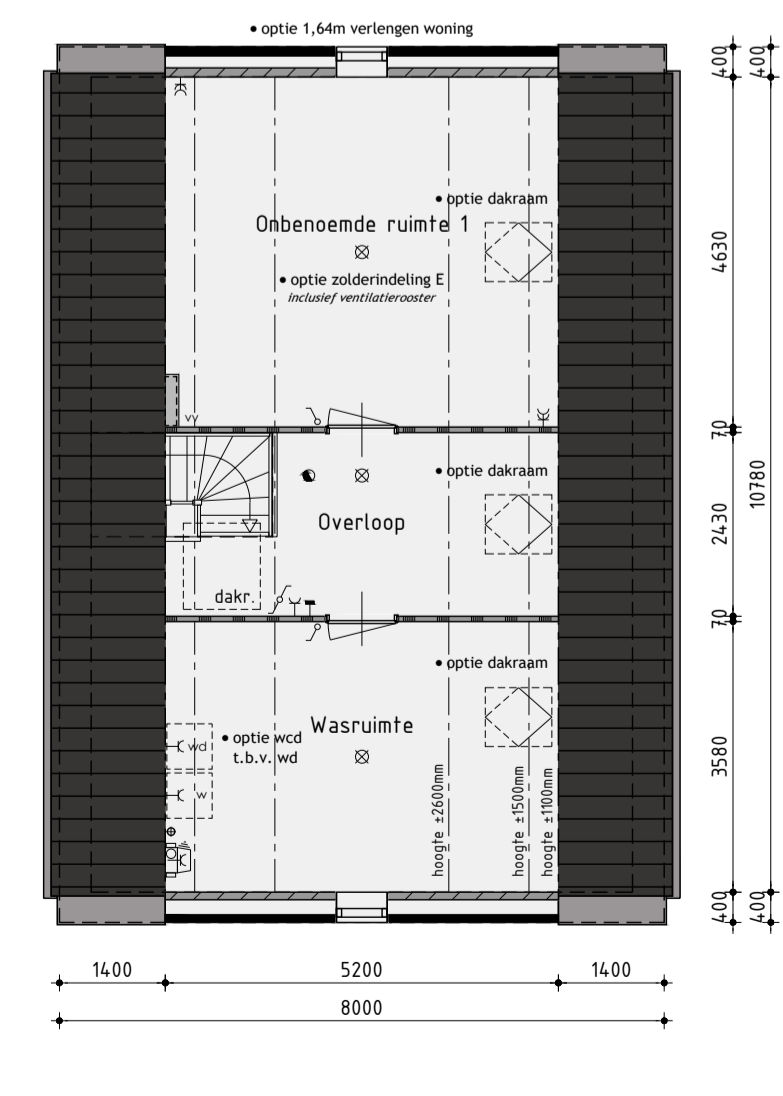 • optie 1,64m verlengen woning
400
400
• optie dakraam
Onbenoemde ruimte 1
4630
• optie zolderindeling E
inclusief ventilatierooster
vv
70
• optie dakraam
10780
2430
Overloop
dakr.
70
• optie dakraam
Wasruimte
• optie wcd
t.b.v. wd
wd
w
3580
hoogte ±2600mm
hoogte ±1500mm
hoogte ±1100mm
400
400
1400
5200
1400
8000